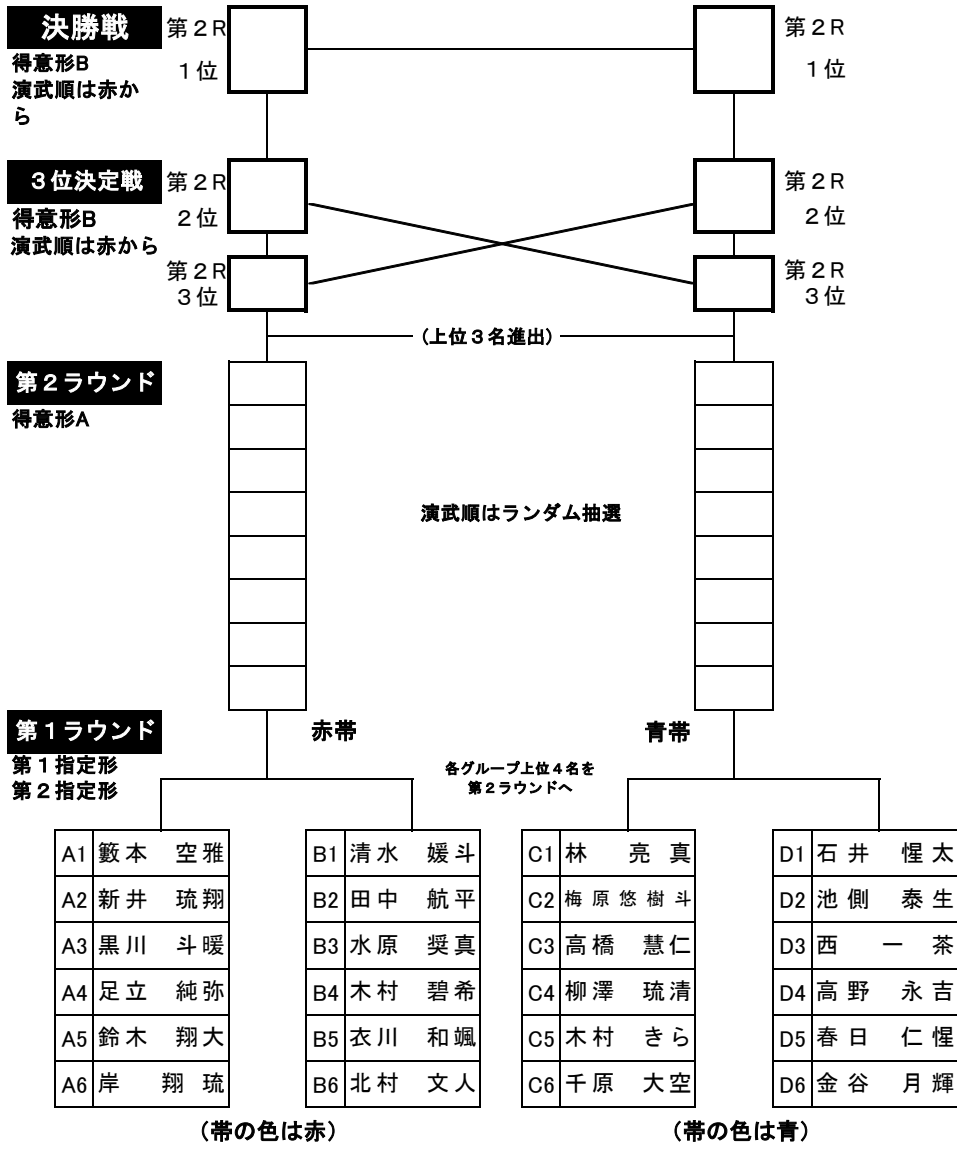 決勝戦 第２R 第２R
得意形B １位 １位
演武順は赤か
ら
３位決定戦 第２R 第２R
得意形B ２位 ２位
演武順は赤から
第２R 第２R
３位 ３位
(上位３名進出)
第２ラウンド
得意形A
演武順はランダム抽選
第１ラウンド 赤帯 青帯
第１指定形 各グループ上位４名を
第２指定形 第２ラウンドへ
A1 籔本 空雅 B1 清水 媛斗 C1 林 亮真 D1 石井 惺太
A2 新井 琉翔 B2 田中 航平 C2 梅原悠樹斗 D2 池側 泰生
A3 黒川 斗暖 B3 水原 奨真 C3 高橋 慧仁 D3 西 一茶
A4 足立 純弥 B4 木村 碧希 C4 柳澤 琉清 D4 高野 永吉
A5 鈴木 翔大 B5 衣川 和颯 C5 木村 きら D5 春日 仁惺
A6 岸 翔琉 B6 北村 文人 C6 千原 大空 D6 金谷 月輝
（帯の色は赤） （帯の色は青）